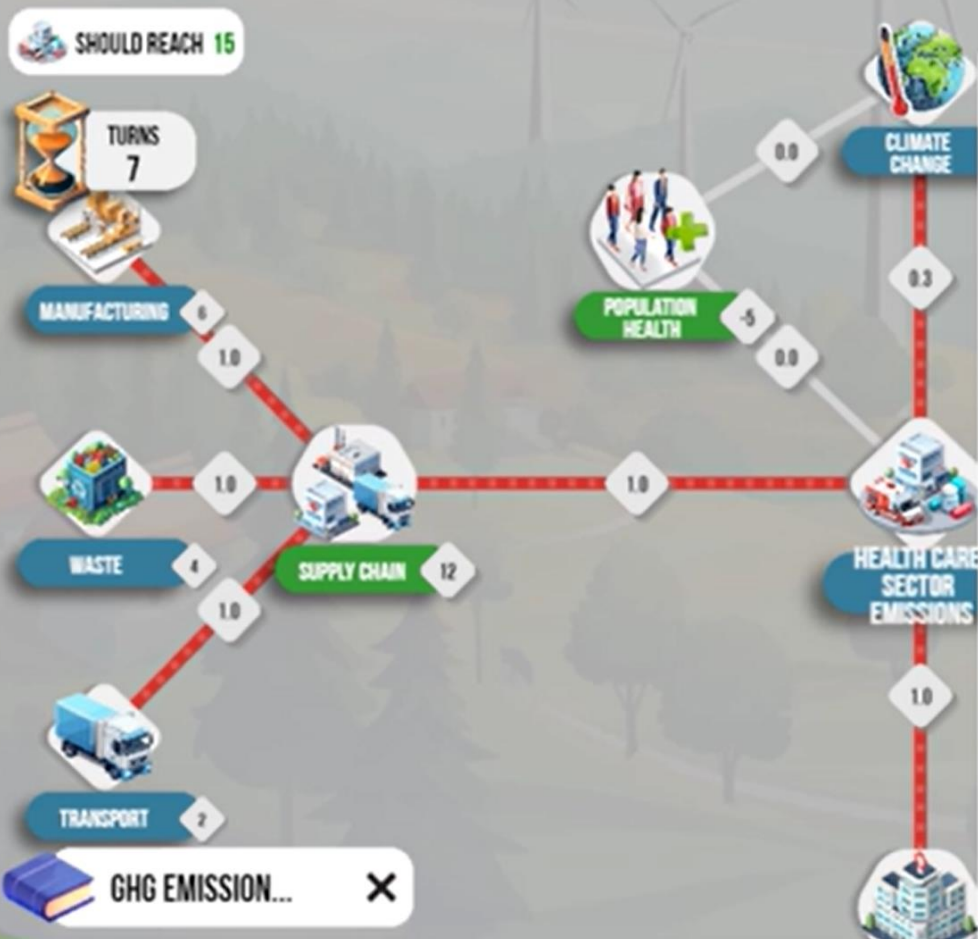 SHOULD REACH 15
TURNS
7
CLIMATE
CHANGE
0.0
0.3
POPULATION
HEALTH
-5
0.0
MANUFACTURING 6
1.0
1.0
1.0
WASTE 4
SUPPLY CHAIN 12
HEALTH CARE
SECTOR
EMISSIONS
1.0
1.0
TRANSPORT 2
GHG EMISSION...